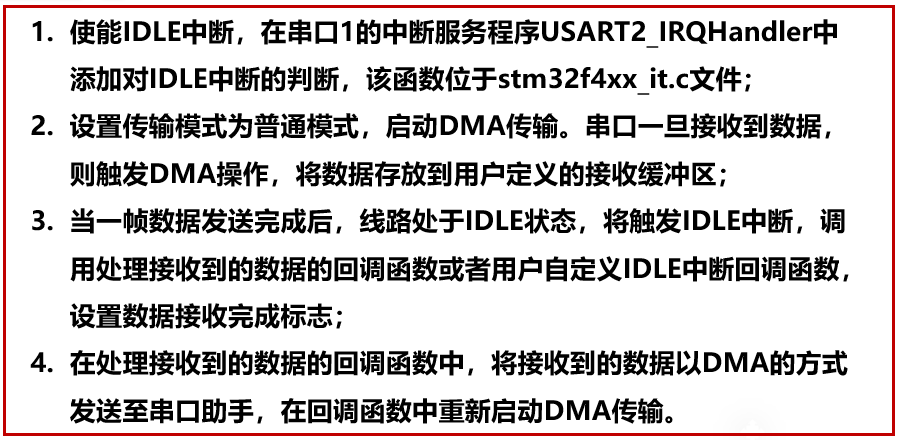 1. 使能IDLE中断，在串口1的中断服务程序USART2_IRQHandler中
添加对IDLE中断的判断，该函数位于stm32f4xx_it.c文件；
2. 设置传输模式为普通模式，启动DMA传输。串口一旦接收到数据，
则触发DMA操作，将数据存放到用户定义的接收缓冲区；
3. 当一帧数据发送完成后，线路处于IDLE状态，将触发IDLE中断，调
用处理接收到的数据的回调函数或者用户自定义IDLE中断回调函数，
设置数据接收完成标志；
4. 在处理接收到的数据的回调函数中，将接收到的数据以DMA的方式
发送至串口助手，在回调函数中重新启动DMA传输。